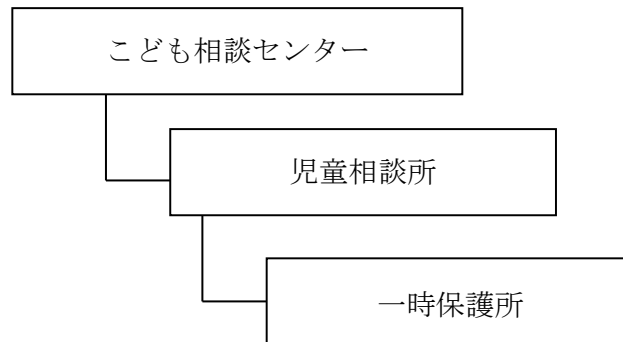 こども相談センター
児童相談所
一時保護所